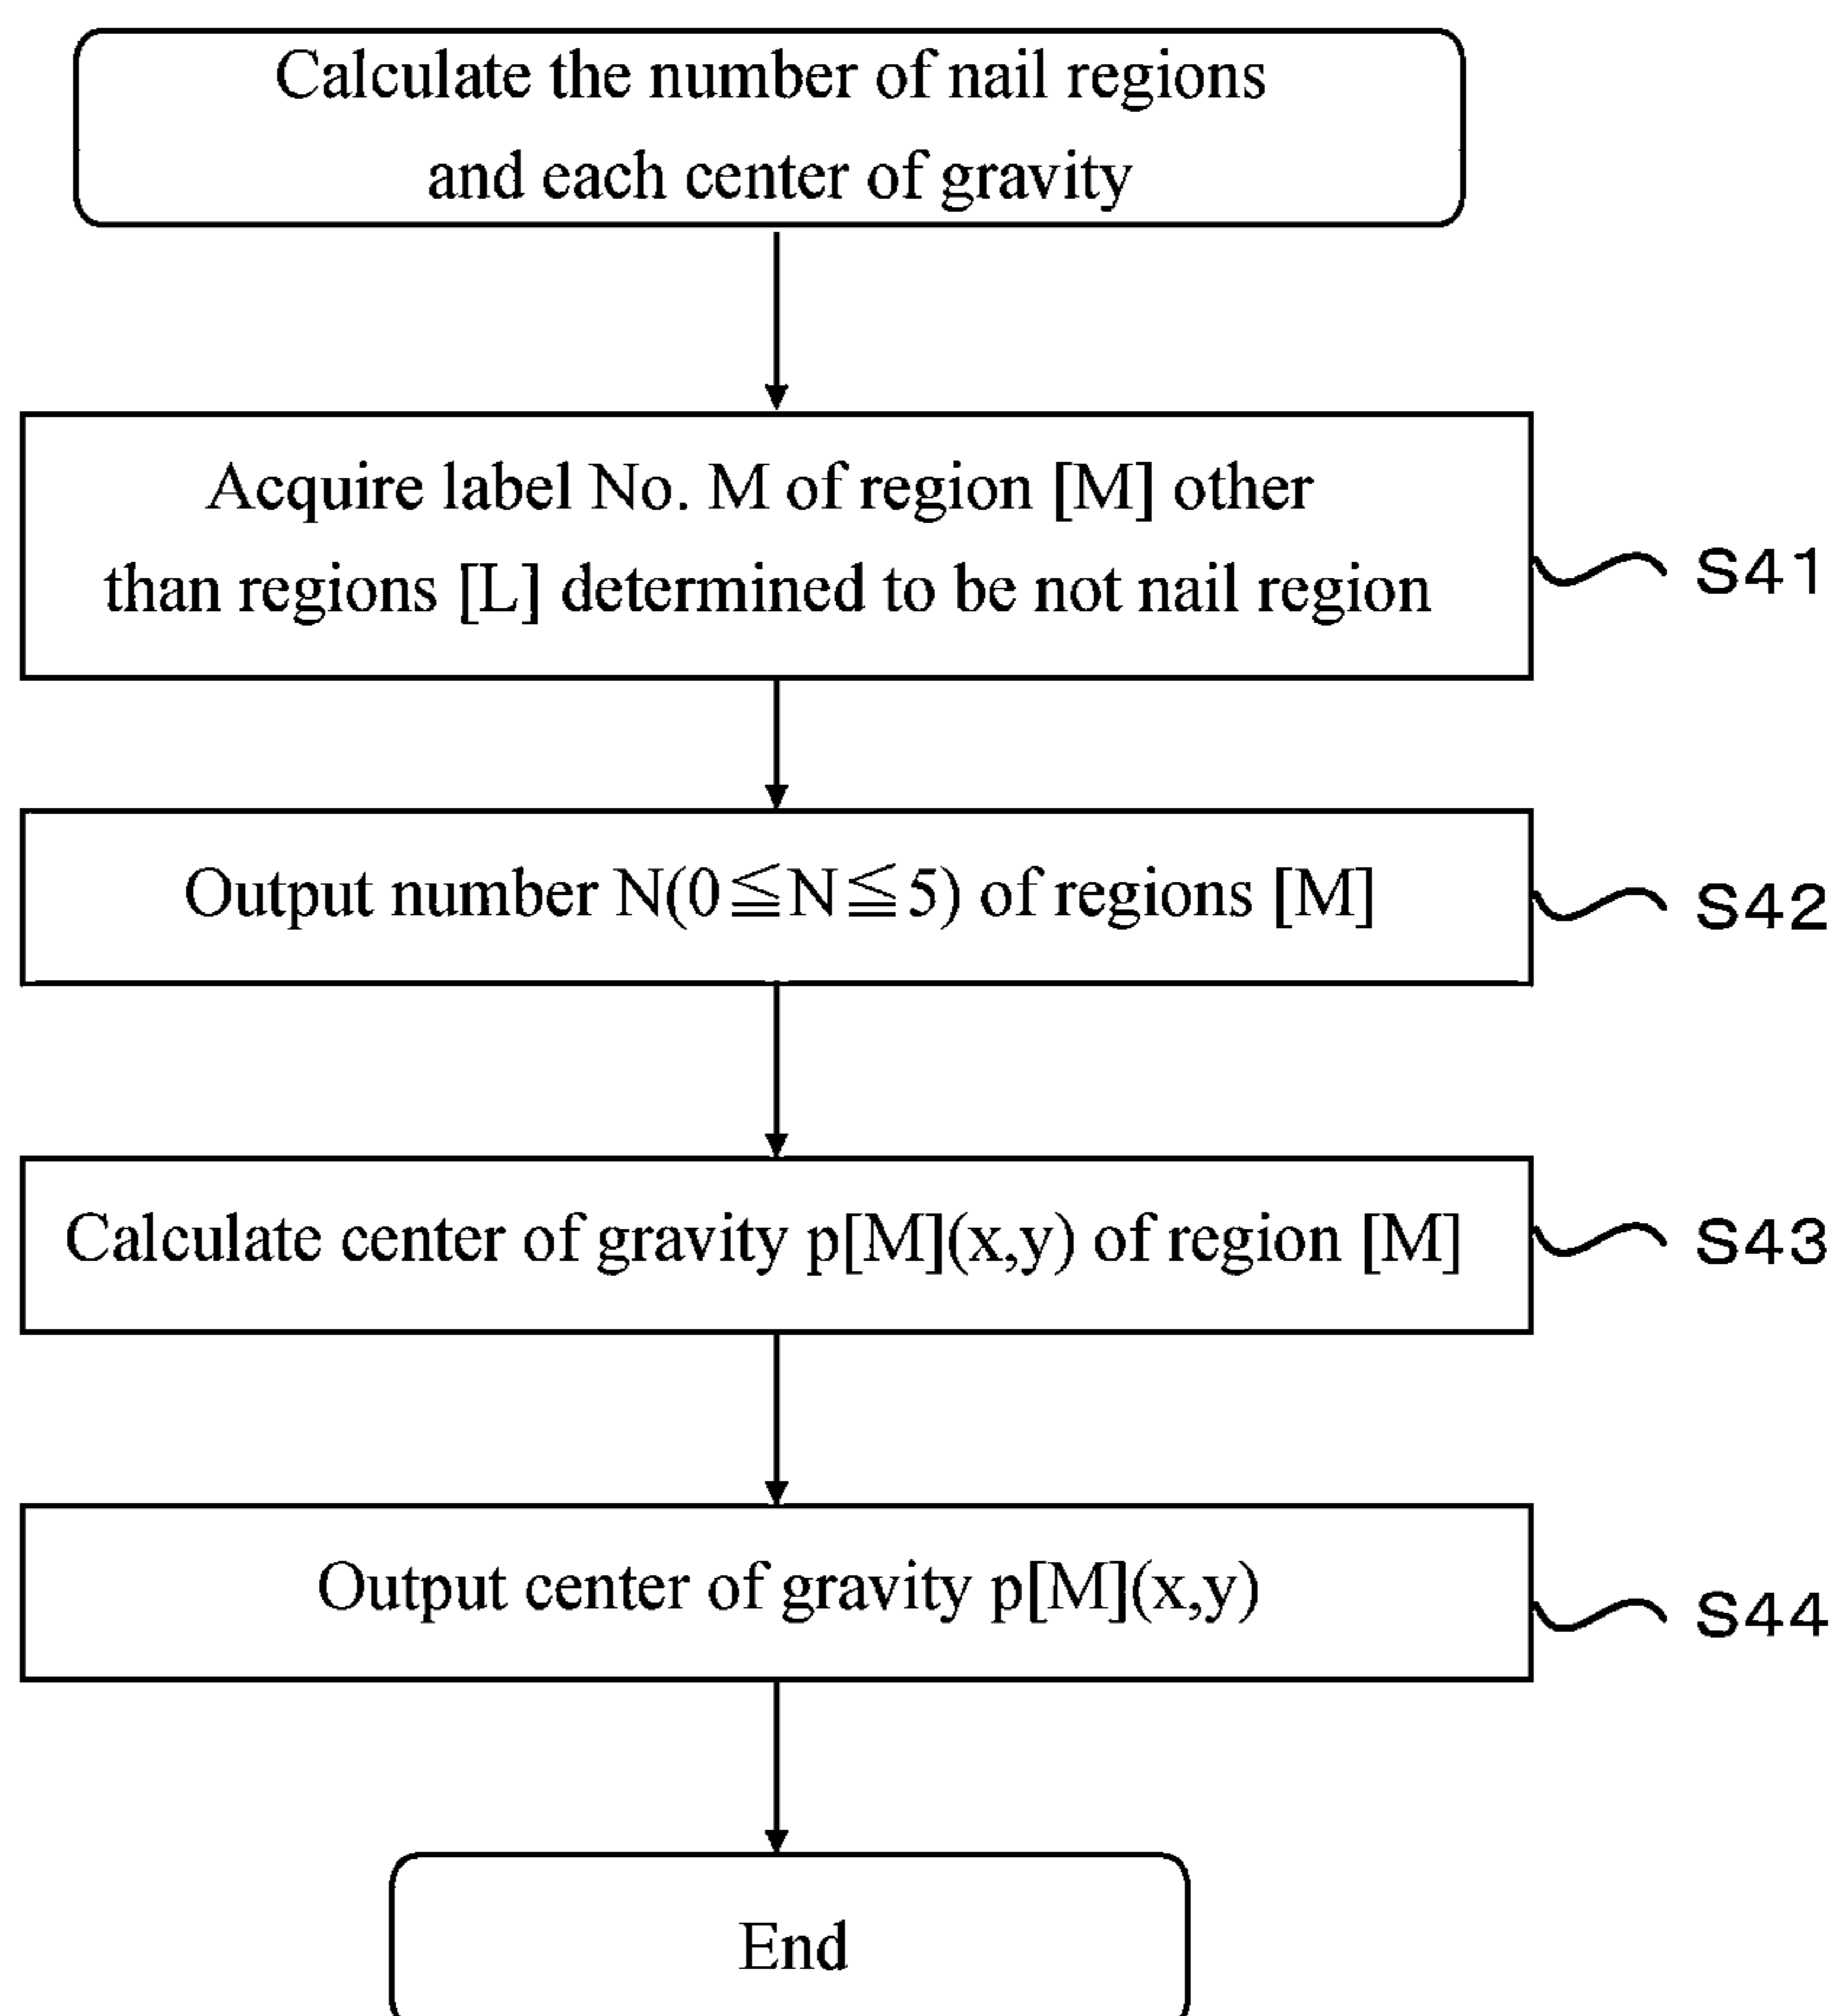 Calculate the number of nail regions
and each center of gravity
Acquire label No. M of region [M] other
than regions [L] determined to be not nail region
S41
Output number N(0≦N≦5) of regions [M]
S42
Calculate center of gravity p[M](x,y) of region [M]
S43
Output center of gravity p[M](x,y)
S44
End